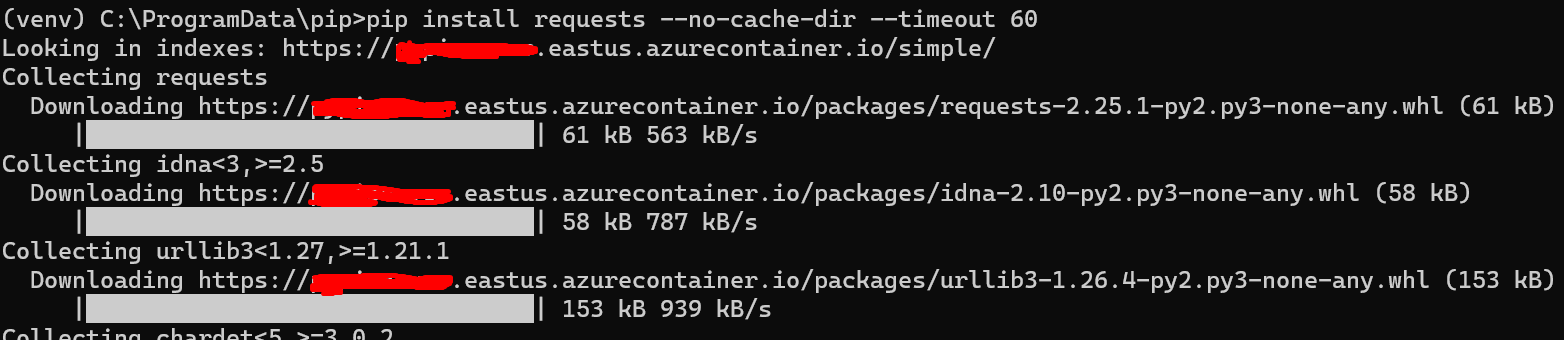 (venv) C:\ProgramData\pip>pip install requests --no-cache-dir --timeout 60
Looking in indexes: https://.eastus.azurecontainer.io/simple/
Collecting requests
Downloading https://.eastus.azurecontainer.io/packages/requests-2.25.1-py2.py3-none-any.whl (61 kB)
| | 61 kB 563 kB/s
Collecting idna<3,>=2.5
Downloading https://.eastus.azurecontainer.io/packages/idna-2.10-py2.py3-none-any.whl (58 kB)
| | 58 kB 787 kB/s
Collecting urllib3<1.27,>=1.21.1
Downloading https://.eastus.azurecontainer.io/packages/urllib3-1.26.4-py2.py3-none-any.whl (153 kB)
| | 153 kB 939 kB/s
Collecting chardet<5,>=3.0.2